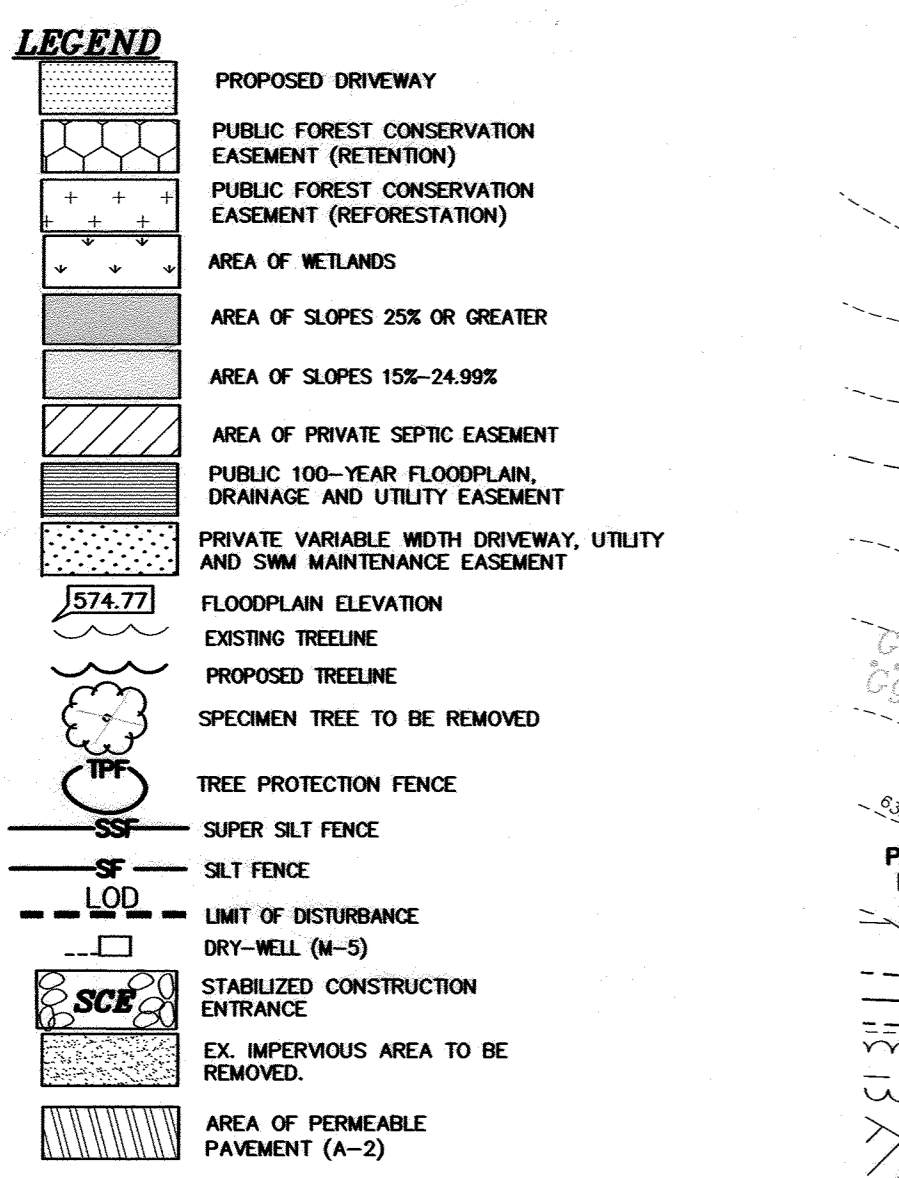 LEGEND
PROPOSED DRIVEWAY
PUBLIC FOREST CONSERVATION
EASEMENT (RETENTION)
PUBLIC FOREST CONSERVATION
EASEMENT (REFORESTATION)
AREA OF WETLANDS
AREA OF SLOPES 25% OR GREATER
AREA OF SLOPES 15%-24.99%
AREA OF PRIVATE SEPTIC EASEMENT
PUBLIC 100-YEAR FLOODPLAIN,
DRAINAGE AND UTILITY EASEMENT
PRIVATE VARIABLE WIDTH DRIVEWAY, UTILITY
AND SWM MAINTENANCE EASEMENT
574.77 FLOODPLAIN ELEVATION
EXISTING TREELINE
PROPOSED TREELINE
SPECIMEN TREE TO BE REMOVED
TPF
TREE PROTECTION FENCE
SSF SUPER SILT FENCE
SF SILT FENCE
LOD
LIMIT OF DISTURBANCE
DRY-WELL (M-5)
SCE
STABILIZED CONSTRUCTION
ENTRANCE
EX. IMPERVIOUS AREA TO BE
REMOVED.
AREA OF PERMEABLE
PAVEMENT (A-2)